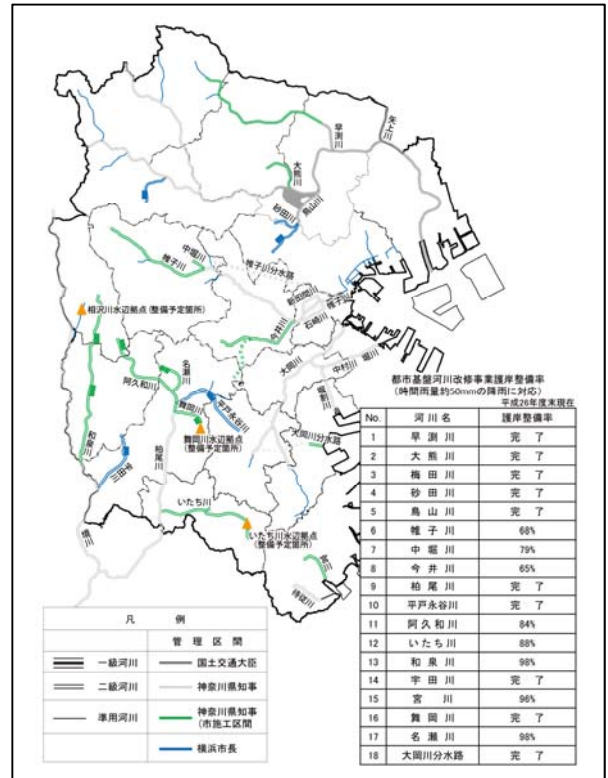 早渕川
矢上川
大熊川
鳥山川
砂田川
中堀川
帷子川
帷子川分水路
新田間川
帷子川
石崎川
相沢川水辺拠点(整備予定箇所)
今井川
大岡川
中村川
堀川
堀割川
名瀬川
阿久和川
舞岡川
平戸永谷川
舞岡川水辺拠点
(整備予定箇所)
大岡川分水路
和泉川
宇田川
柏尾川
いたち川
いたち川水辺拠点
(整備予定箇所)
境川
宮川
侍従川
都市基盤河川改修事業護岸整備率
(時間雨量約50mmの降雨に対応)
平成26年度末現在
No. 河川名 護岸整備率
1 早渕川 完了
2 大熊川 完了
3 梅田川 完了
4 砂田川 完了
5 鳥山川 完了
6 帷子川 68%
7 中堀川 79%
8 今井川 65%
9 柏尾川 完了
10 平戸永谷川 完了
11 阿久和川 84%
12 いたち川 88%
13 和泉川 98%
14 宇田川 完了
15 宮川 96%
16 舞岡川 完了
17 名瀬川 98%
18 大岡川分水路 完了
凡例
管理区間
一級河川 国土交通大臣
二級河川 神奈川県知事
準用河川 神奈川県知事
(市施工区間)
横浜市長